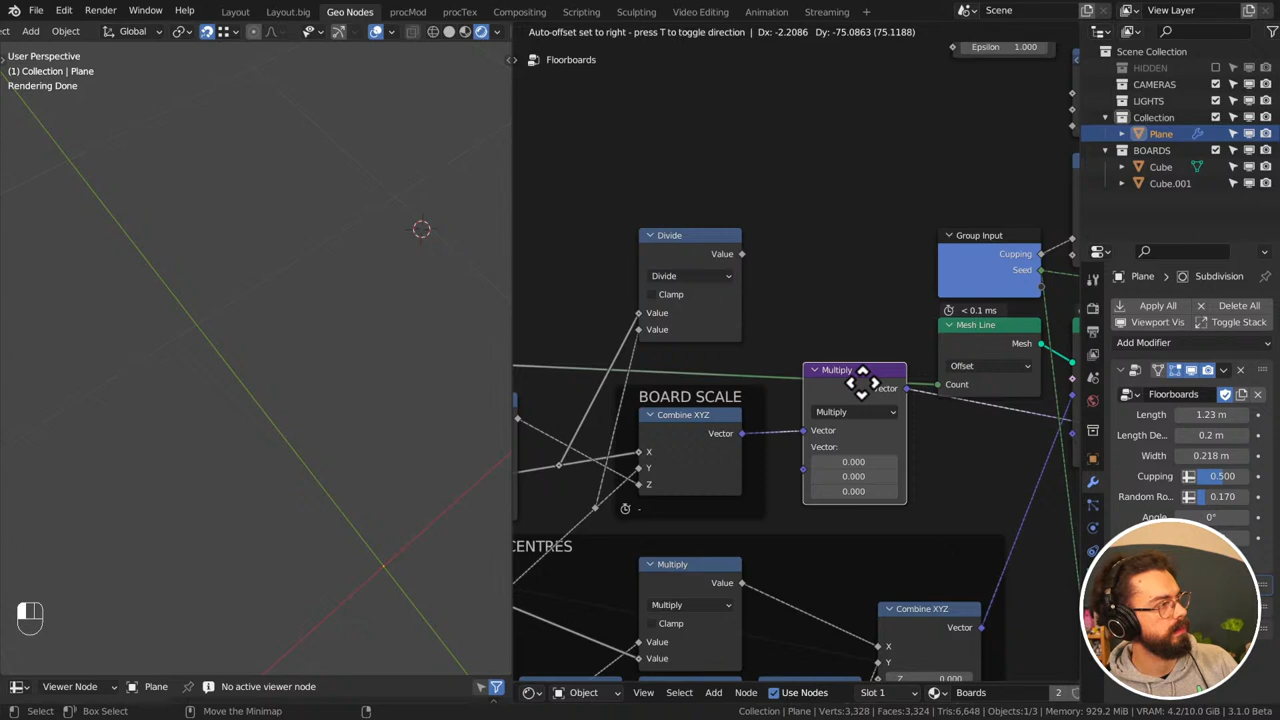 File Edit Render Window Help Layout Layout.big Geo Nodes procMod procTex Compositing Scripting Sculpting Video Editing Animation Streaming Scene View Layer
ct Add Global Auto-offset set to right - press T to toggle direction | Dx: -2.2086 Dy: -75.0863 (75.1188)
User Perspective
(1) Collection | Plane
Rendering Done
Floorboards
Epsilon 1.000
Scene Collection
HIDDEN
CAMERAS
LIGHTS
Collection
Plane
BOARDS
Cube
Cube.001
Divide
Value
Divide
Clamp
Value
Value
Group Input
Cupping
Seed
< 0.1 ms
Mesh Line
Mesh
Offset
Count
Multiply
Vector
Multiply
Vector
Vector:
0.000
0.000
0.000
BOARD SCALE
Combine XYZ
Vector
X
Y
Z
-
CENTRES
Multiply
Value
Multiply
Clamp
Value
Value
Combine XYZ
Vector
X
Y
Z 0.000
Plane Subdivision
Apply All Delete All
Viewport Vis Toggle Stack
Add Modifier
Floorboards
Length 1.23 m
Length De.. 0.2 m
Width 0.218 m
Cupping 0.500
Random Ro.. 0.170
Angle 0°
Viewer Node Plane No active viewer node
Object View Select Add Node Use Nodes Slot 1 Boards 2
Select Box Select Move the Minimap Collection | Plane | Verts:3,328 | Faces:3,324 | Tris:6,648 | Objects:1/3 | Memory: 929.2 MiB | VRAM: 4.2/10.0 GiB | 3.1.0 Beta